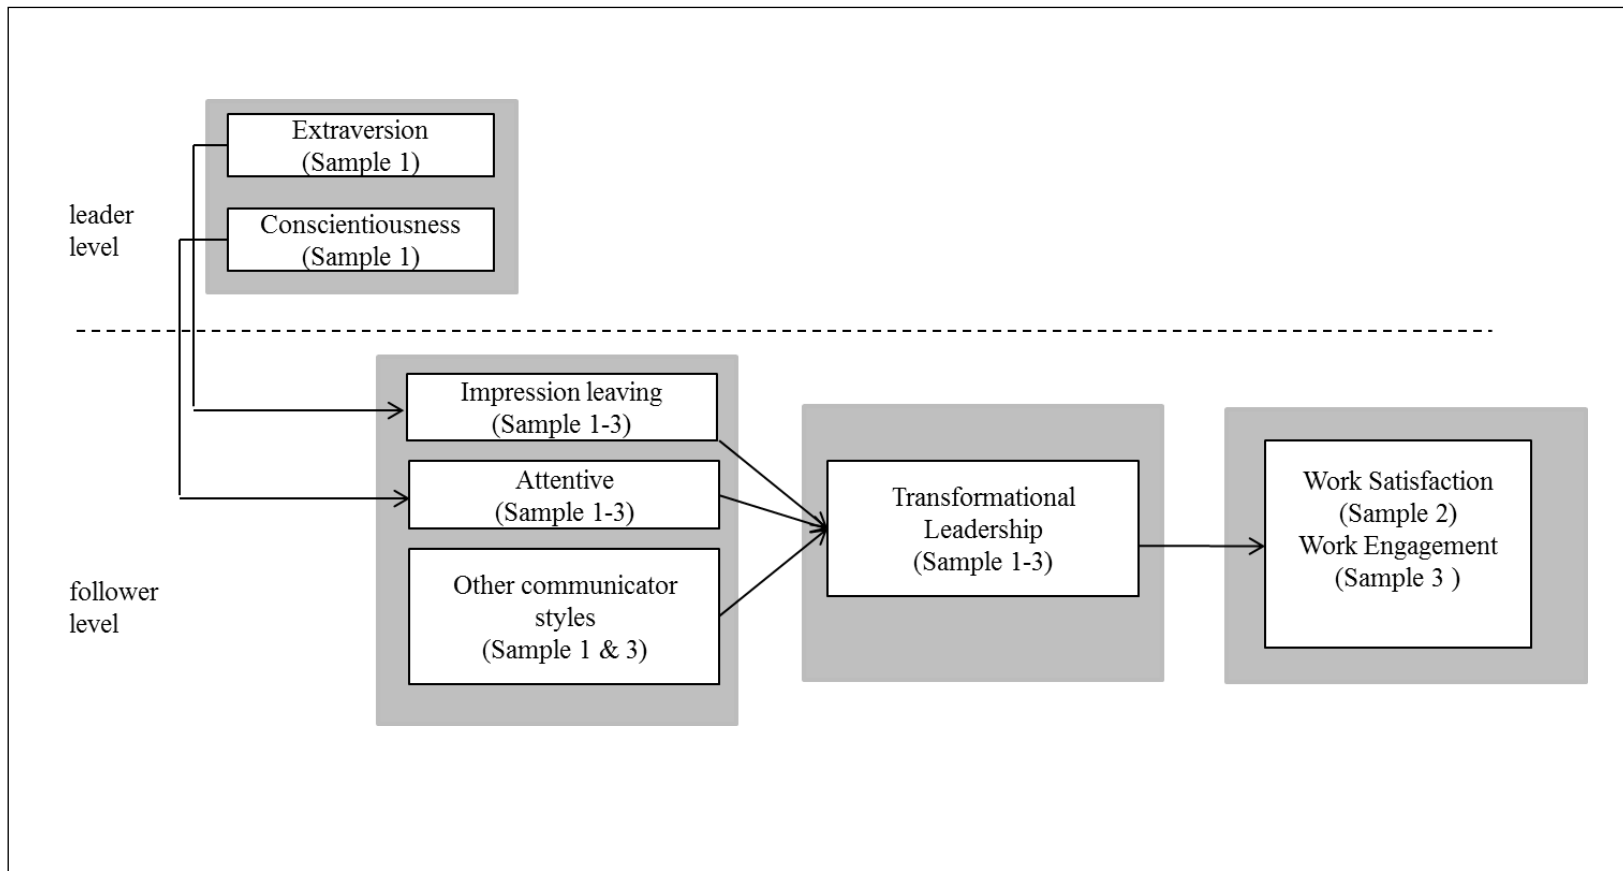 Extraversion
(Sample 1)
leader
level
Conscientiousness
(Sample 1)
Impression leaving
(Sample 1-3)
Attentive
(Sample 1-3)
Other communicator
styles
(Sample 1 & 3)
follower
level
Transformational
Leadership
(Sample 1-3)
Work Satisfaction
(Sample 2)
Work Engagement
(Sample 3 )